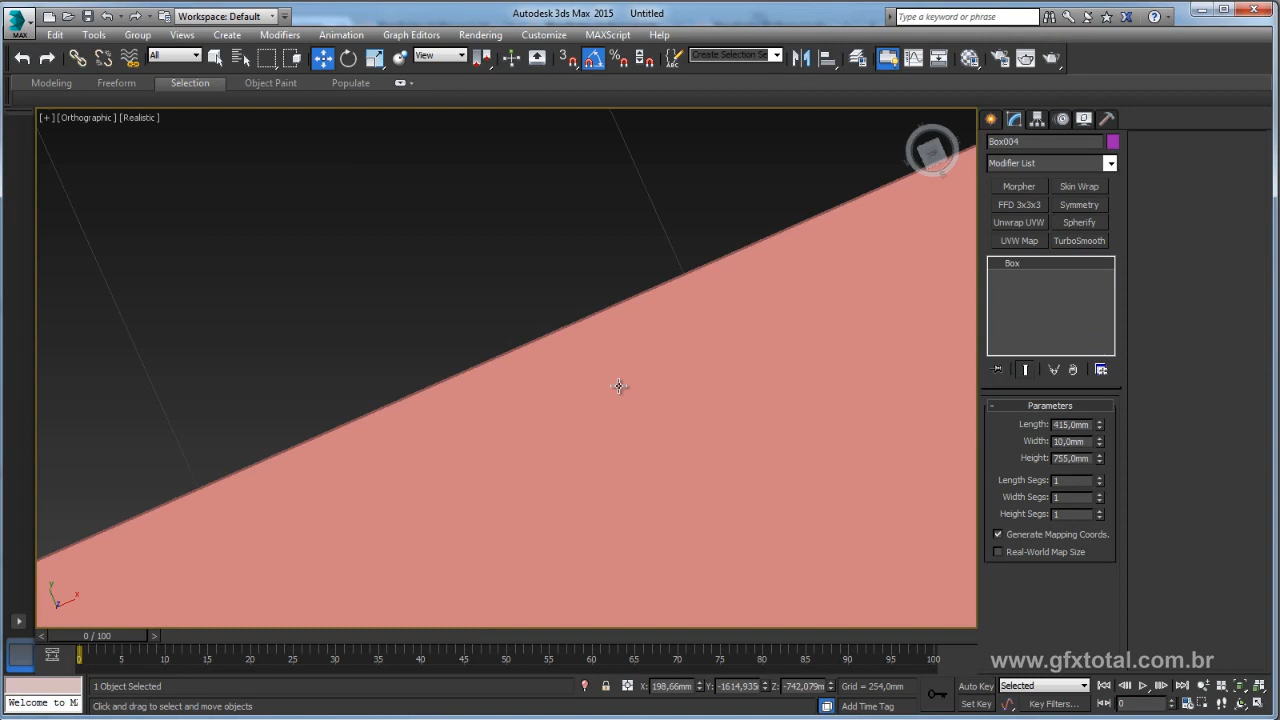 Workspace: Default
Autodesk 3ds Max 2015 Untitled
Type a keyword or phrase
MAX
Edit Tools Group Views Create Modifiers Animation Graph Editors Rendering Customize MAXScript Help
All
View
3
Create Selection Se
Modeling Freeform Selection Object Paint Populate
[+][Orthographic][Realistic]
Box004
Modifier List
Morpher Skin Wrap
FFD 3x3x3 Symmetry
Unwrap UVW Spherify
UVW Map TurboSmooth
Box
- Parameters
Length: 415,0mm
Width: 10,0mm
Height: 755,0mm
Length Segs: 1
Width Segs: 1
Height Segs: 1
Generate Mapping Coords.
Real-World Map Size
y
x
z
< 0 / 100 >
0 5 10 15 20 25 30 35 40 45 50 55 60 65 70 75 80 85 90 95 100
www.gfxtotal.com.br
1 Object Selected
X: 198,66mm Y: -1614,935 Z: -742,079m Grid = 254,0mm
Auto Key Selected
Welcome to M
Click and drag to select and move objects
Add Time Tag
Set Key Key Filters... 0